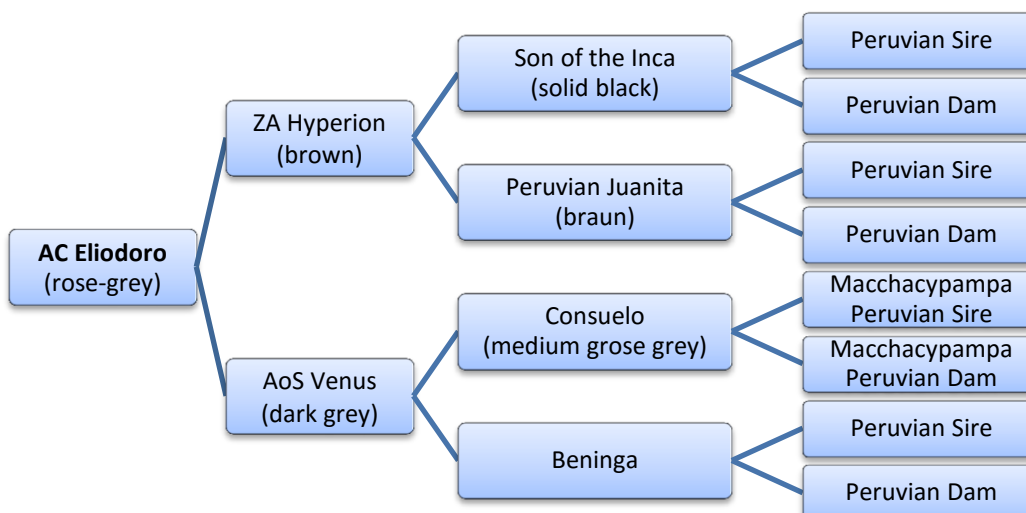 AC Eliodoro
(rose-grey)
ZA Hyperion
(brown)
AoS Venus
(dark grey)
Son of the Inca
(solid black)
Peruvian Juanita
(braun)
Consuelo
(medium grose grey)
Beninga
Peruvian Sire
Peruvian Dam
Peruvian Sire
Peruvian Dam
Macchacypampa
Peruvian Sire
Macchacypampa
Peruvian Dam
Peruvian Sire
Peruvian Dam